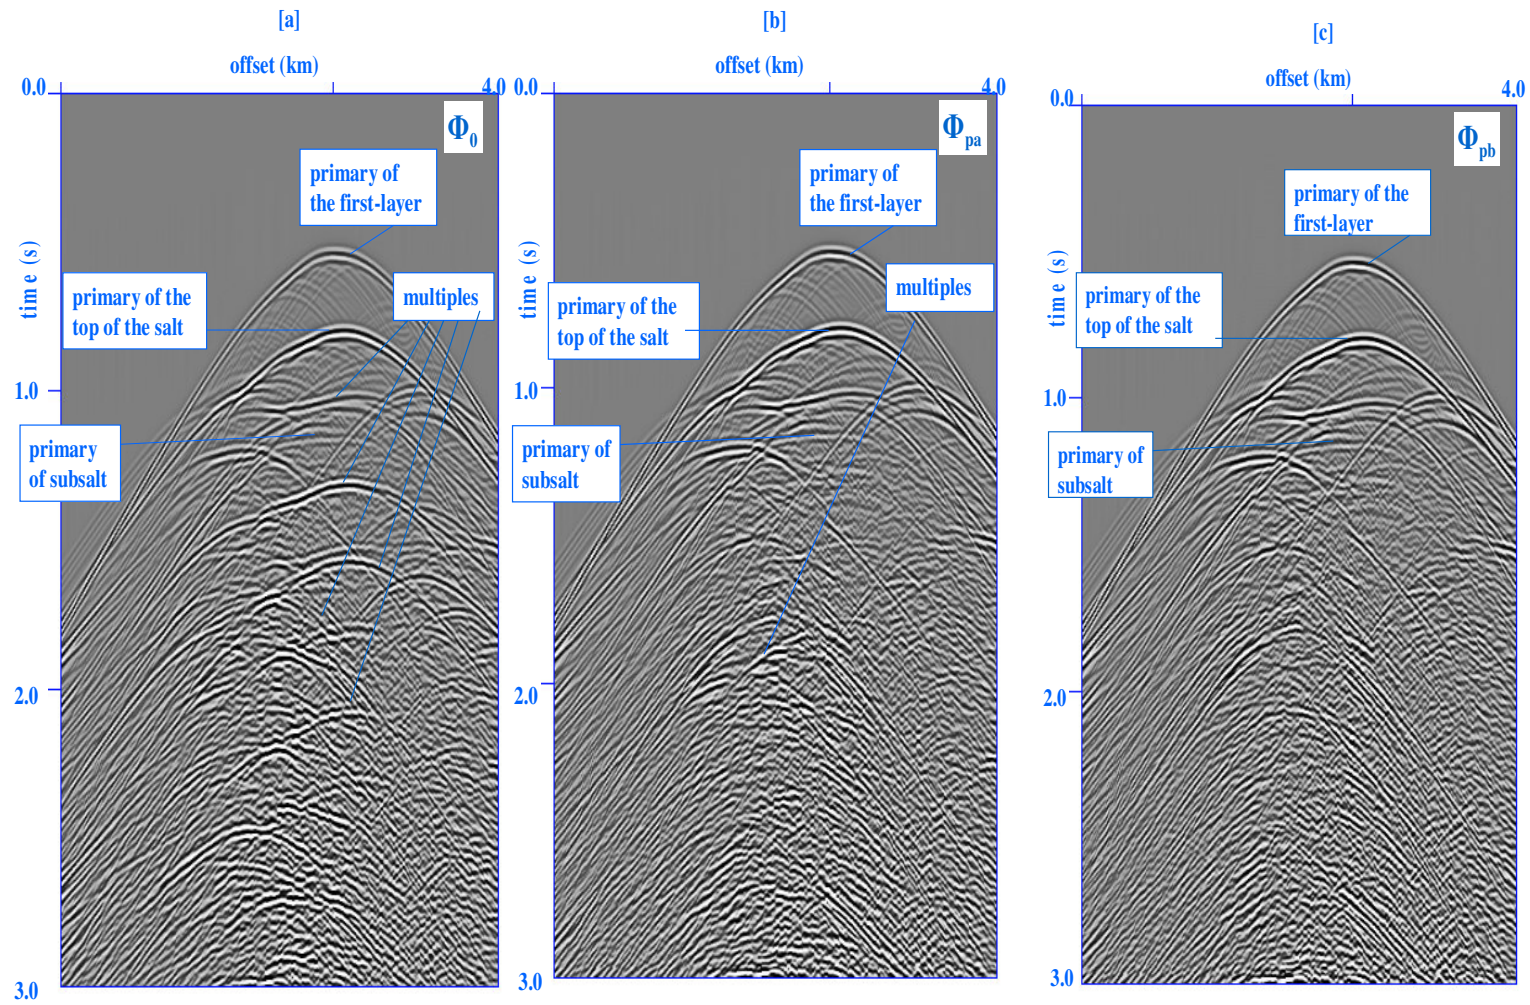 [a]
offset (km)
0.0
4.0
Φ0
primary of
the first-layer
time (s)
primary of the
top of the salt
multiples
1.0
primary
of subsalt
2.0
3.0
[b]
offset (km)
0.0
4.0
Φpa
primary of
the first-layer
time (s)
multiples
primary of the
top of the salt
1.0
primary of
subsalt
2.0
3.0
[c]
offset (km)
0.0
4.0
Φpb
primary of the
first-layer
time (s)
primary of the
top of the salt
1.0
primary of
subsalt
2.0
3.0